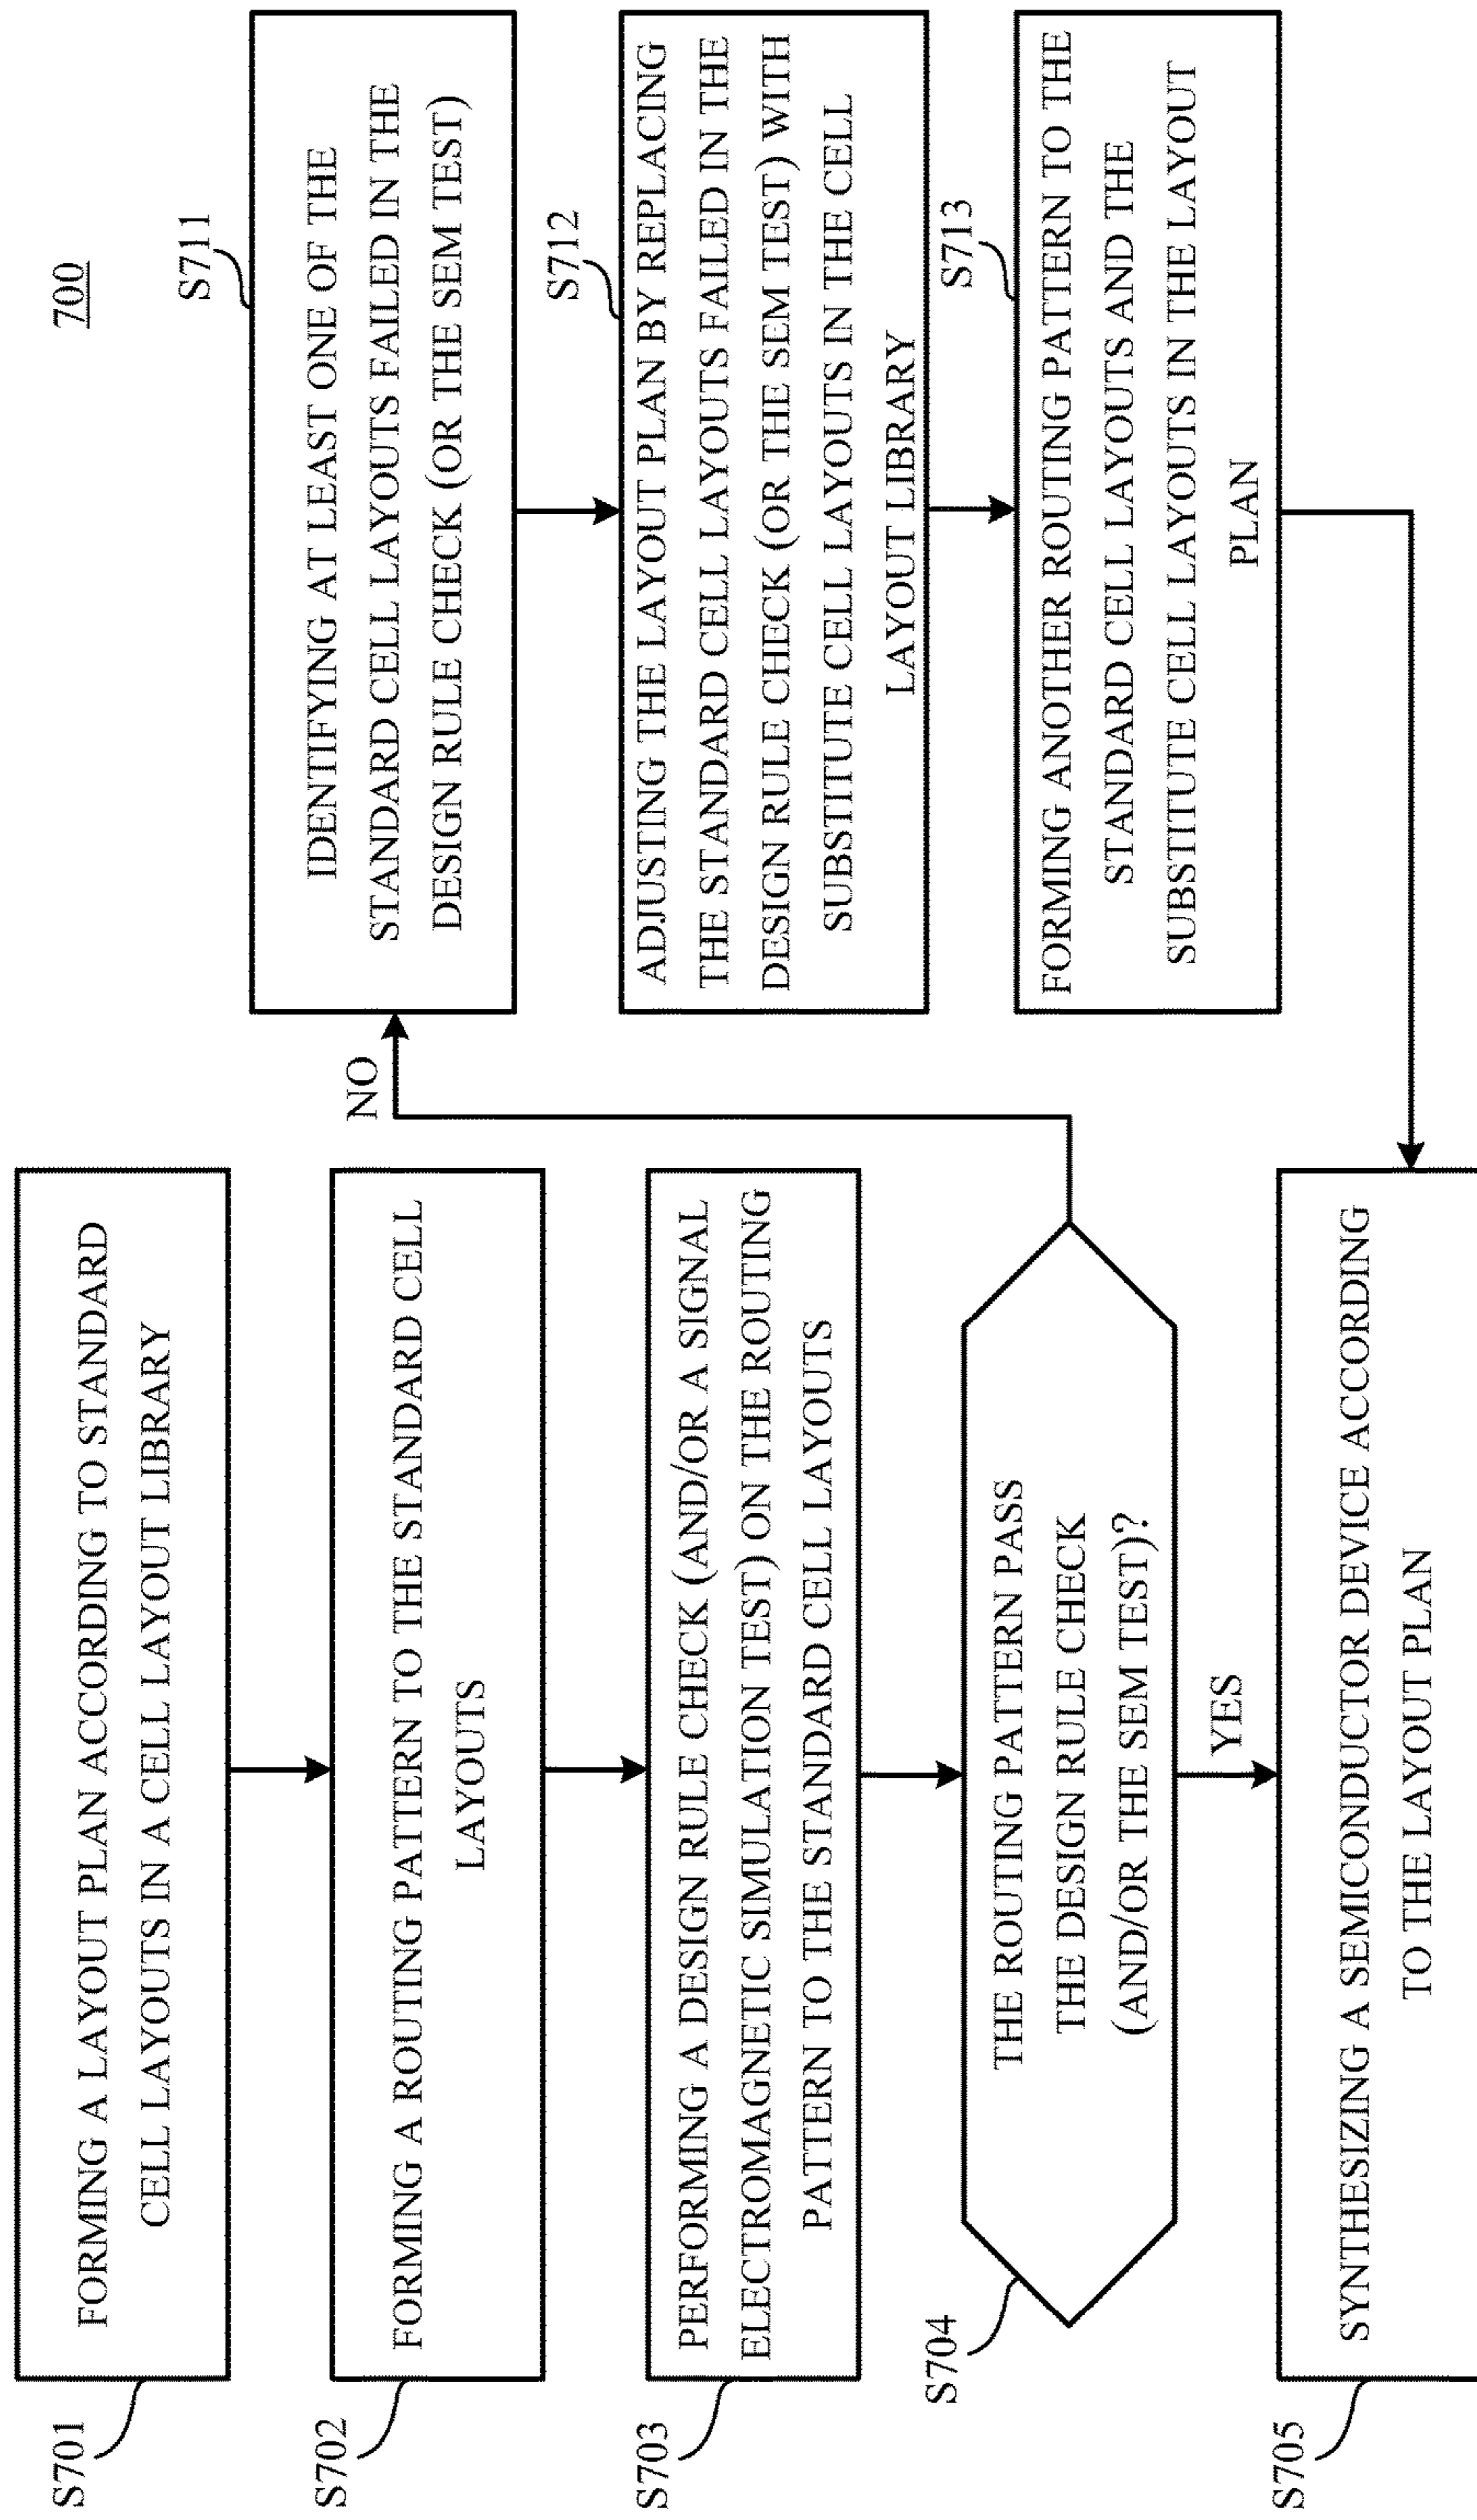 700
S701
FORMING A LAYOUT PLAN ACCORDING TO STANDARD
CELL LAYOUTS IN A CELL LAYOUT LIBRARY
S702
FORMING A ROUTING PATTERN TO THE STANDARD CELL
LAYOUTS
S703
PERFORMING A DESIGN RULE CHECK (AND/OR A SIGNAL
ELECTROMAGNETIC SIMULATION TEST) ON THE ROUTING
PATTERN TO THE STANDARD CELL LAYOUTS
S704
THE ROUTING PATTERN PASS
THE DESIGN RULE CHECK
(AND/OR THE SEM TEST)?
NO
YES
S705
SYNTHESIZING A SEMICONDUCTOR DEVICE ACCORDING
TO THE LAYOUT PLAN
S711
IDENTIFYING AT LEAST ONE OF THE
STANDARD CELL LAYOUTS FAILED IN THE
DESIGN RULE CHECK (OR THE SEM TEST)
S712
ADJUSTING THE LAYOUT PLAN BY REPLACING
THE STANDARD CELL LAYOUTS FAILED IN THE
DESIGN RULE CHECK (OR THE SEM TEST) WITH
SUBSTITUTE CELL LAYOUTS IN THE CELL
LAYOUT LIBRARY
S713
FORMING ANOTHER ROUTING PATTERN TO THE
STANDARD CELL LAYOUTS AND THE
SUBSTITUTE CELL LAYOUTS IN THE LAYOUT
PLAN